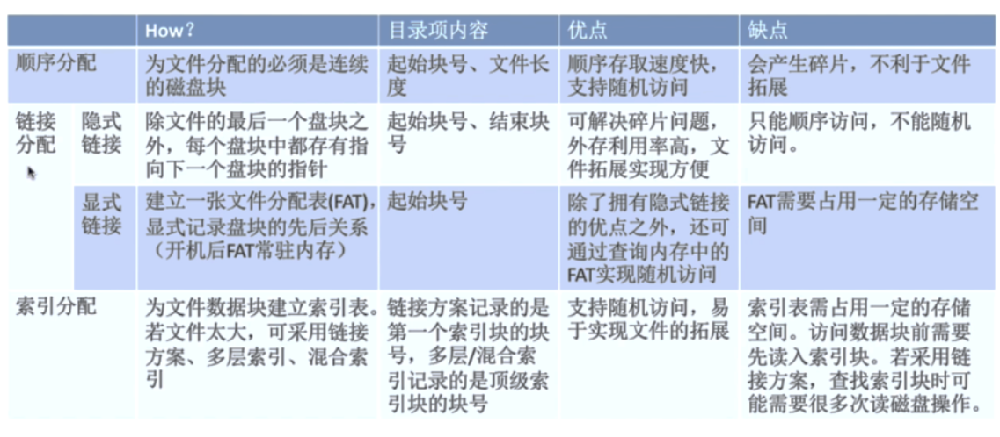 How？
目录项内容
优点
缺点
顺序分配
为文件分配的必须是连续
的磁盘块
起始块号、文件长
度
顺序存取速度快，
支持随机访问
会产生碎片，不利于文件
拓展
链接
分配
隐式
链接
除文件的最后一个盘块之
外，每个盘块中都存有指
向下一个盘块的指针
起始块号、结束块
号
可解决碎片问题，
外存利用率高，文
件拓展实现方便
只能顺序访问，不能随机
访问。
显式
链接
建立一张文件分配表(FAT)，
显式记录盘块的先后关系
（开机后FAT常驻内存）
起始块号
除了拥有隐式链接
的优点之外，还可
通过查询内存中的
FAT实现随机访问
FAT需要占用一定的存储空
间
索引分配
为文件数据块建立索引表。
若文件太大，可采用链接
方案、多层索引、混合索
引
链接方案记录的是
第一个索引块的块
号，多层/混合索
引记录的是顶级索
引块的块号
支持随机访问，易
于实现文件的拓展
索引表需占用一定的存储
空间。访问数据块前需要
先读入索引块。若采用链
接方案，查找索引块时可
能需要很多次读磁盘操作。